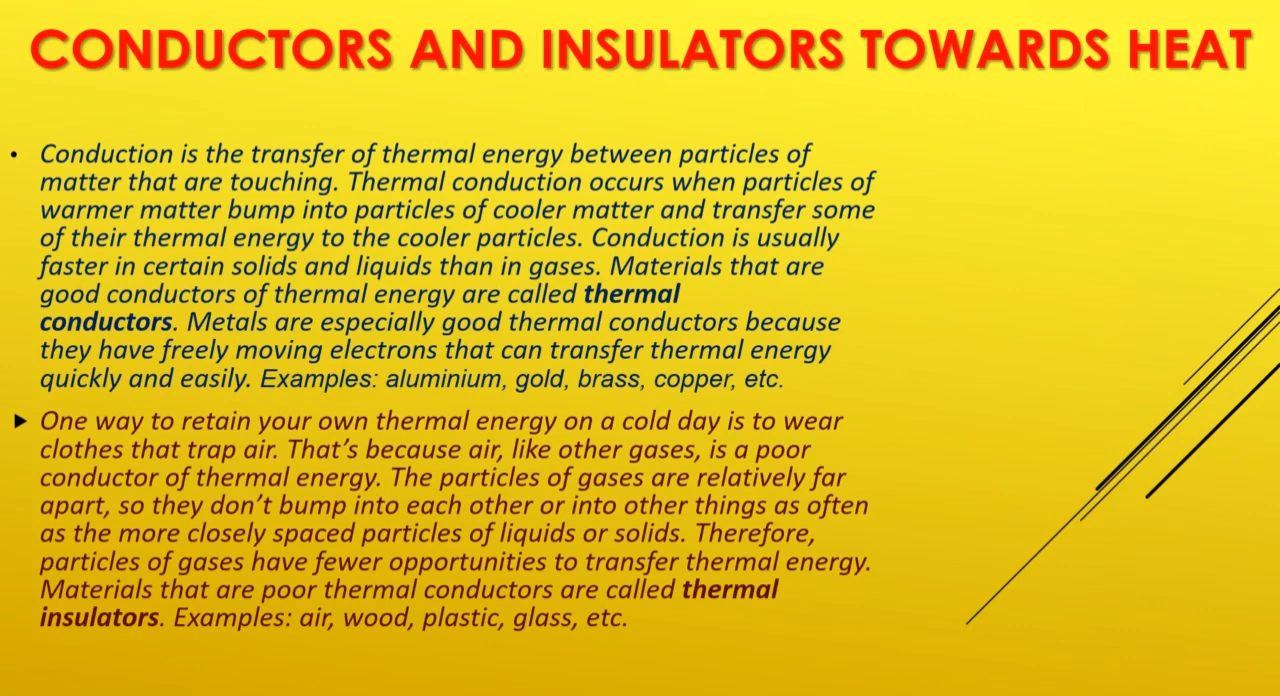 CONDUCTORS AND INSULATORS TOWARDS HEAT
• Conduction is the transfer of thermal energy between particles of
matter that are touching. Thermal conduction occurs when particles of
warmer matter bump into particles of cooler matter and transfer some
of their thermal energy to the cooler particles. Conduction is usually
faster in certain solids and liquids than in gases. Materials that are
good conductors of thermal energy are called thermal
conductors. Metals are especially good thermal conductors because
they have freely moving electrons that can transfer thermal energy
quickly and easily. Examples: aluminium, gold, brass, copper, etc.
▶ One way to retain your own thermal energy on a cold day is to wear
clothes that trap air. That’s because air, like other gases, is a poor
conductor of thermal energy. The particles of gases are relatively far
apart, so they don’t bump into each other or into other things as often
as the more closely spaced particles of liquids or solids. Therefore,
particles of gases have fewer opportunities to transfer thermal energy.
Materials that are poor thermal conductors are called thermal
insulators. Examples: air, wood, plastic, glass, etc.